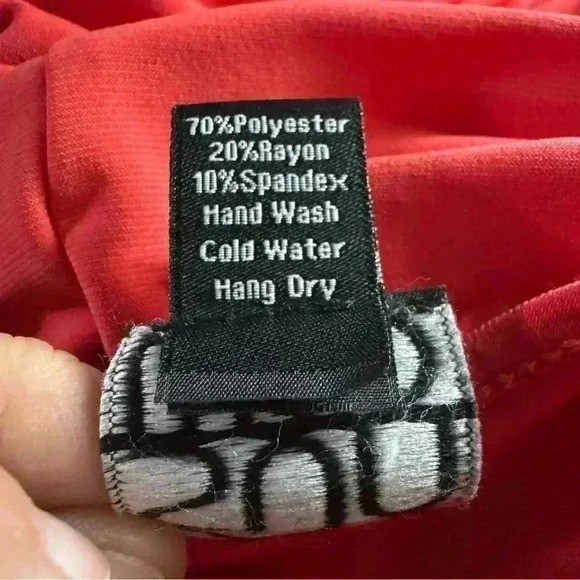 70%Polyester
20%Rayon
10%Spandex
Hand Wash
Cold Water
Hang Dry